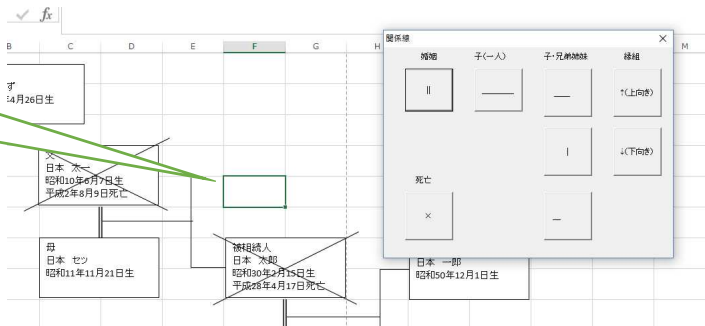 fx
B C D E F G H M
ず
年4月26日生
父
日本 太一
昭和10年6月7日生
平成2年8月9日死亡
母
日本 セツ
昭和11年11月21日生
被相続人
日本 太郎
昭和30年2月15日生
平成28年4月17日死亡
日本 一郎
昭和50年12月1日生
関係線
婚姻 子(一人) 子・兄弟姉妹 縁組
↑(上向き)
↓(下向き)
死亡
×